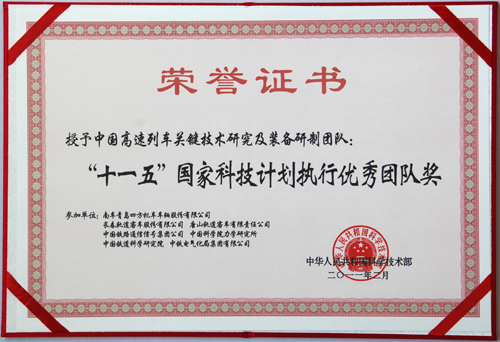 荣誉证书
授予中国高速列车关键技术研究及装备研制团队：
“十一五”国家科技计划执行优秀团队奖
参加单位：南车青岛四方机车车辆股份有限公司
长春轨道客车股份有限公司 唐山轨道客车有限责任公司
中国铁路通信信号集团公司 中国科学院力学研究所
中国铁道科学研究院 中铁电气化局集团有限公司
中华人民共和国科学技术部
二〇一一年二月